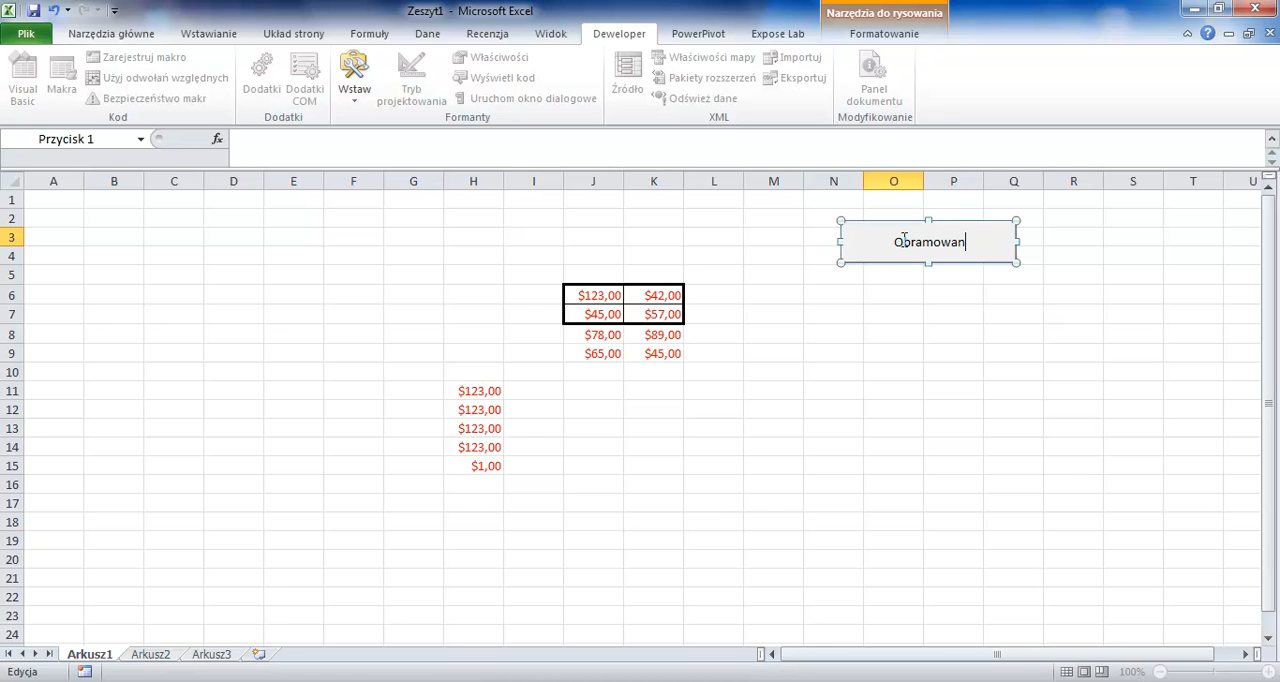 Zeszyt1 - Microsoft Excel
Narzędzia do rysowania
Plik
Narzędzia główne
Wstawianie
Układ strony
Formuły
Dane
Recenzja
Widok
Deweloper
PowerPivot
Expose Lab
Formatowanie
Visual Basic
Makra
Zarejestruj makro
Użyj odwołań względnych
Bezpieczeństwo makr
Kod
Dodatki
Dodatki COM
Dodatki
Wstaw
Tryb projektowania
Właściwości
Wyświetl kod
Uruchom okno dialogowe
Formanty
Źródło
Właściwości mapy
Pakiety rozszerzeń
Odśwież dane
Importuj
Eksportuj
XML
Panel dokumentu
Modyfikowanie
Przycisk 1
fx
A B C D E F G H I J K L M N O P Q R S T U
1
2
3 Obramowan
4
5
6 $123,00 $42,00
7 $45,00 $57,00
8 $78,00 $89,00
9 $65,00 $45,00
10
11 $123,00
12 $123,00
13 $123,00
14 $123,00
15 $1,00
16
17
18
19
20
21
22
23
24
Arkusz1 Arkusz2 Arkusz3
Edycja
100%